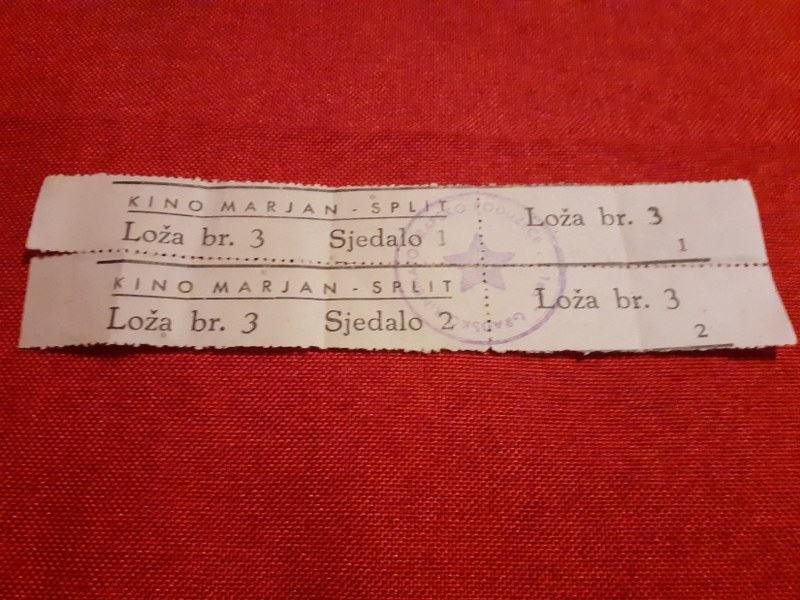 KINO MARJAN - SPLIT
Loža br. 3 Sjedalo 1
Loža br. 3
1
KINO MARJAN - SPLIT
Loža br. 3 Sjedalo 2
Loža br. 3
2
GRADSKO